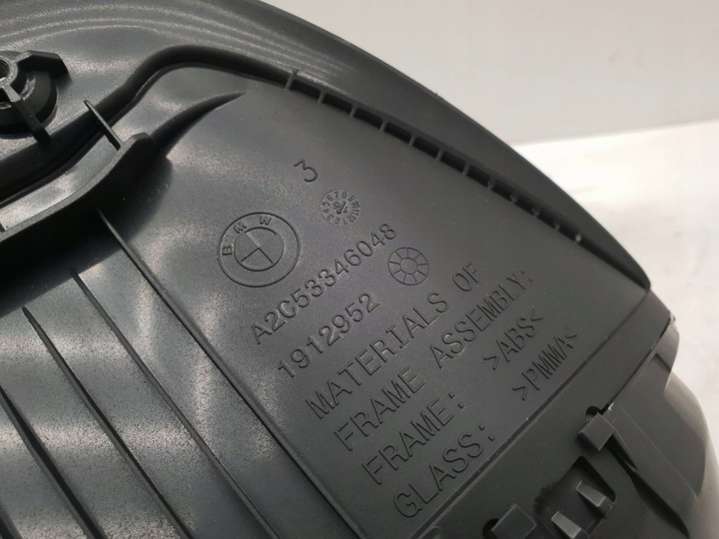 3
BMW
A2C53346048
1912952
MATERIALS OF
FRAME ASSEMBLY:
FRAME: >ABS<
GLASS: >PMMA<